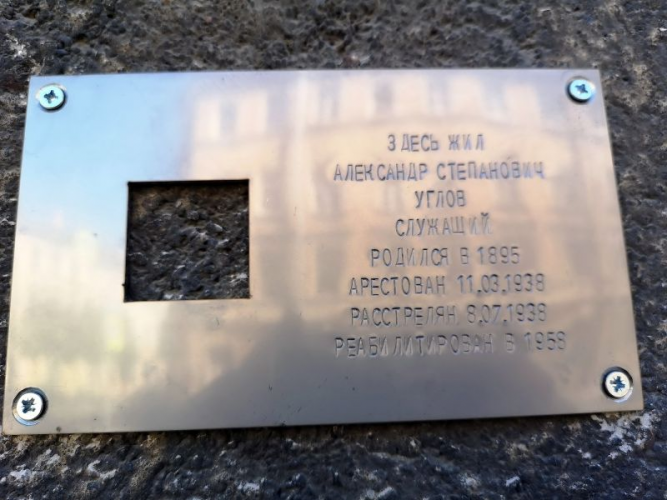 ЗДЕСЬ ЖИЛ
АЛЕКСАНДР СТЕПАНОВИЧ
УГЛОВ
СЛУЖАЩИЙ
РОДИЛСЯ В 1895
АРЕСТОВАН 11.03.1938
РАССТРЕЛЯН 8.07.1938
РЕАБИЛИТИРОВАН В 1958